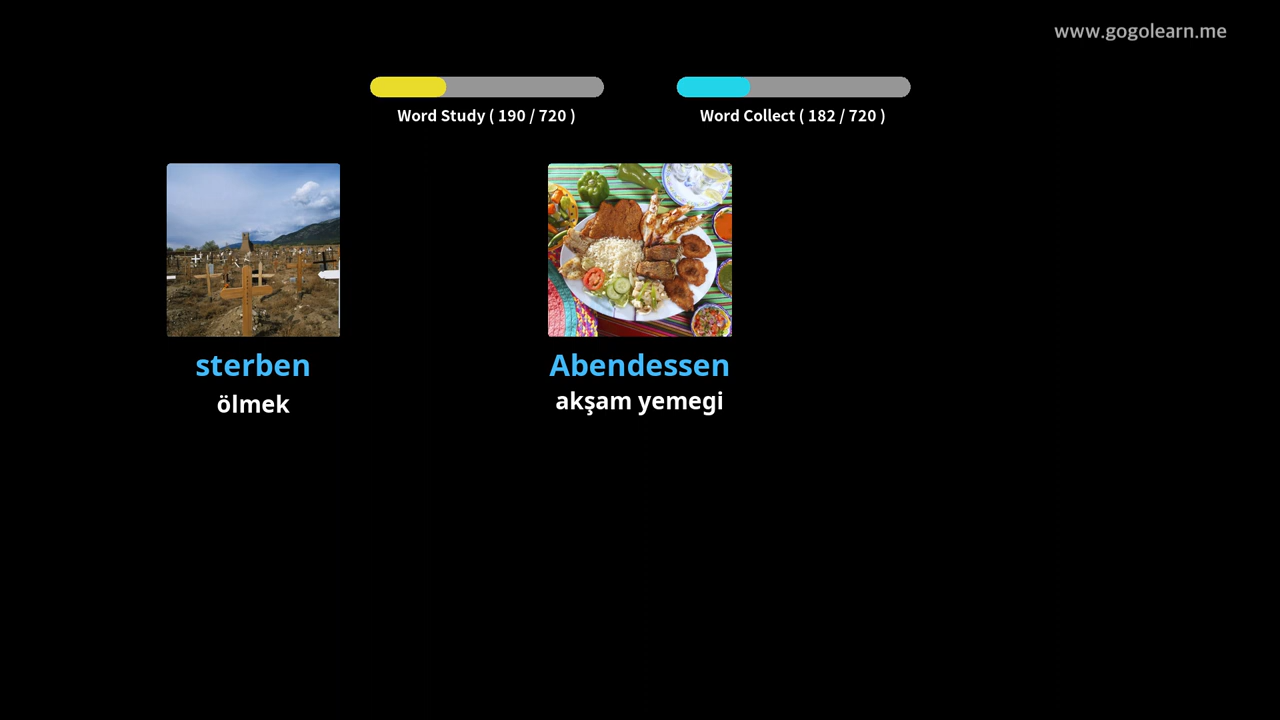 www.gogolearn.me
Word Study ( 190 / 720 )
Word Collect ( 182 / 720 )
sterben
ölmek
Abendessen
akşam yemegi